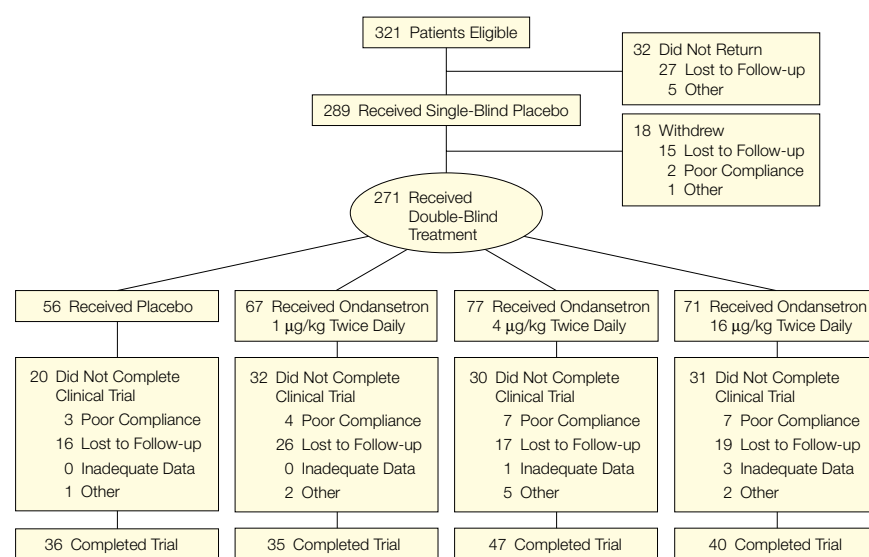 321 Patients Eligible
32 Did Not Return
27 Lost to Follow-up
5 Other
289 Received Single-Blind Placebo
18 Withdrew
15 Lost to Follow-up
2 Poor Compliance
1 Other
271 Received
Double-Blind
Treatment
56 Received Placebo
67 Received Ondansetron
1 µg/kg Twice Daily
77 Received Ondansetron
4 µg/kg Twice Daily
71 Received Ondansetron
16 µg/kg Twice Daily
20 Did Not Complete
Clinical Trial
3 Poor Compliance
16 Lost to Follow-up
0 Inadequate Data
1 Other
32 Did Not Complete
Clinical Trial
4 Poor Compliance
26 Lost to Follow-up
0 Inadequate Data
2 Other
30 Did Not Complete
Clinical Trial
7 Poor Compliance
17 Lost to Follow-up
1 Inadequate Data
5 Other
31 Did Not Complete
Clinical Trial
7 Poor Compliance
19 Lost to Follow-up
3 Inadequate Data
2 Other
36 Completed Trial
35 Completed Trial
47 Completed Trial
40 Completed Trial